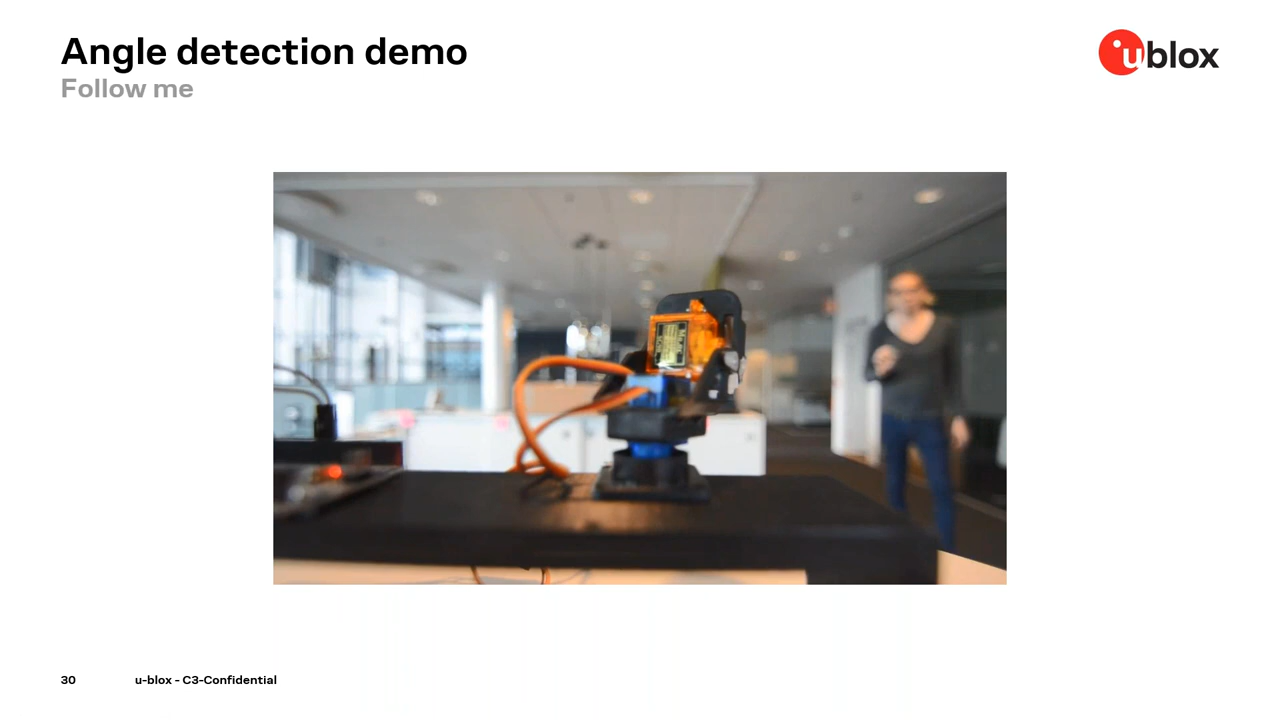 Angle detection demo
Follow me
ublox
30
u-blox - C3-Confidential